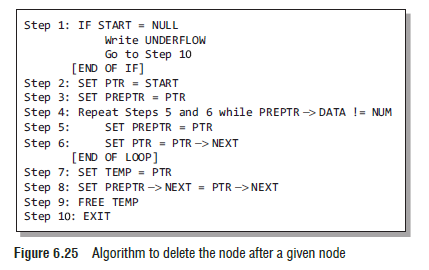 Step 1: IF START = NULL
Write UNDERFLOW
Go to Step 10
[END OF IF]
Step 2: SET PTR = START
Step 3: SET PREPTR = PTR
Step 4: Repeat Steps 5 and 6 while PREPTR -> DATA != NUM
Step 5: SET PREPTR = PTR
Step 6: SET PTR = PTR -> NEXT
[END OF LOOP]
Step 7: SET TEMP = PTR
Step 8: SET PREPTR -> NEXT = PTR -> NEXT
Step 9: FREE TEMP
Step 10: EXIT
Figure 6.25 Algorithm to delete the node after a given node